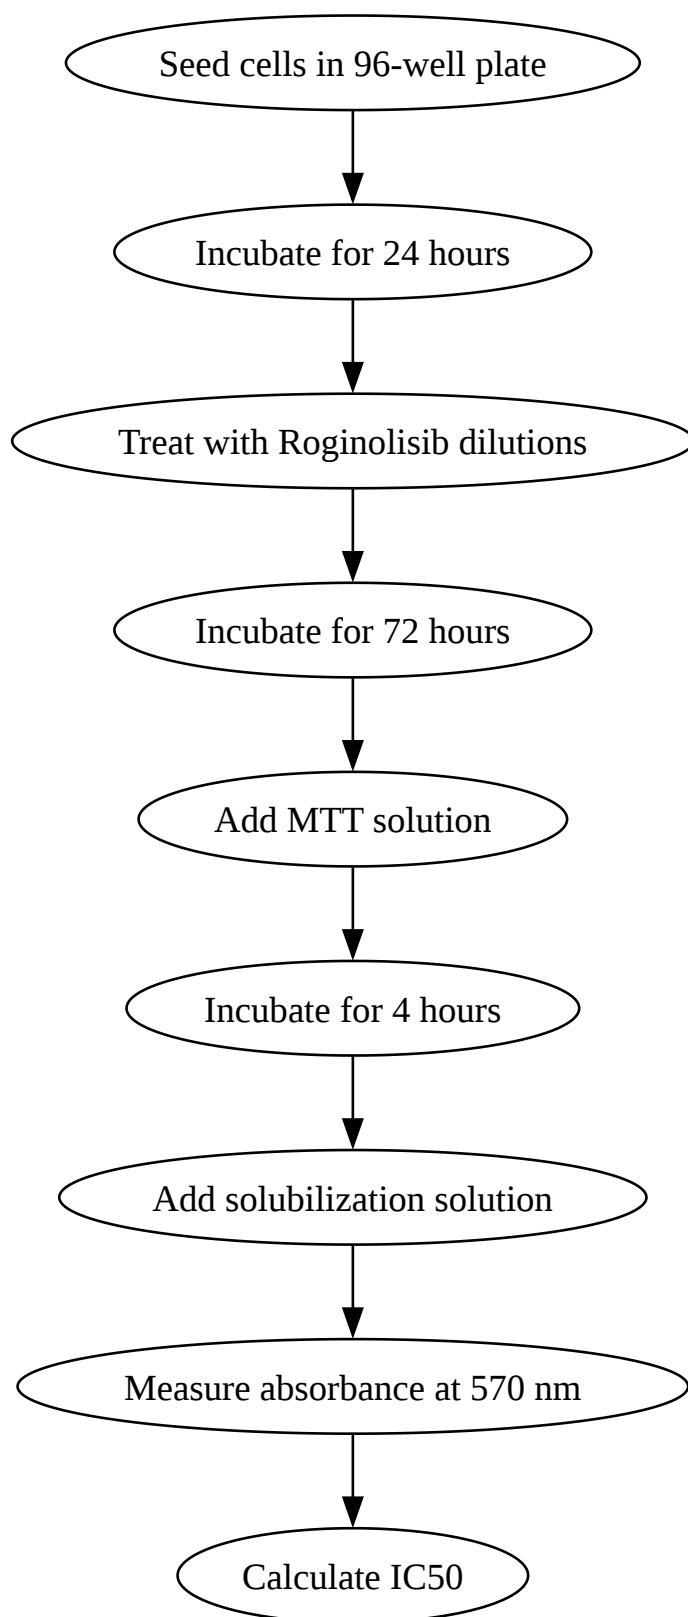 Seed cells in 96-well plate
Incubate for 24 hours
Treat with Roginolisib dilutions
Incubate for 72 hours
Add MTT solution
Incubate for 4 hours
Add solubilization solution
Measure absorbance at 570 nm
Calculate IC50